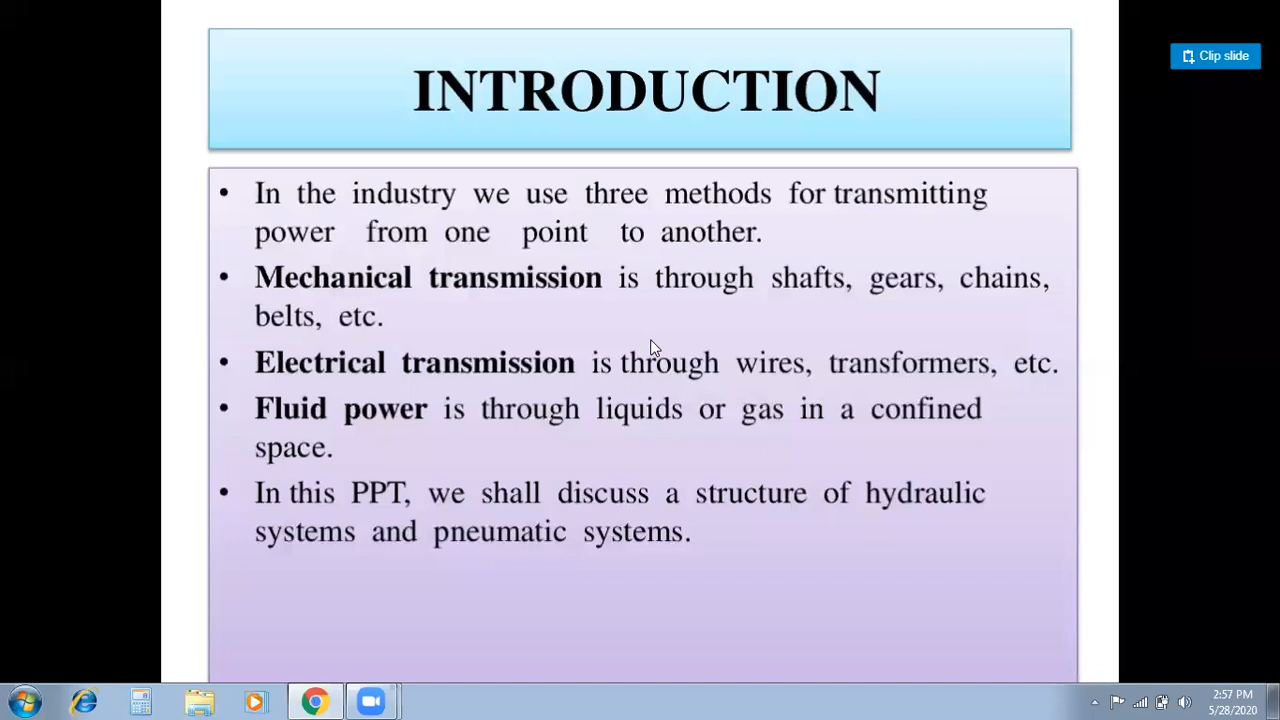 INTRODUCTION
Clip slide
• In the industry we use three methods for transmitting
power from one point to another.
• Mechanical transmission is through shafts, gears, chains,
belts, etc.
• Electrical transmission is through wires, transformers, etc.
• Fluid power is through liquids or gas in a confined
space.
• In this PPT, we shall discuss a structure of hydraulic
systems and pneumatic systems.
2:57 PM
5/28/2020